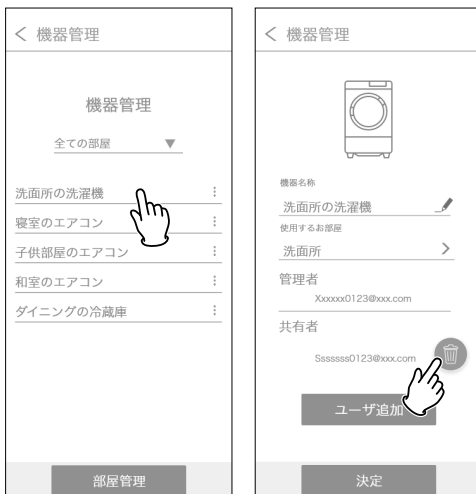 機器管理
機器管理
全ての部屋 ▼
洗面所の洗濯機
寝室のエアコン
子供部屋のエアコン
和室のエアコン
ダイニングの冷蔵庫
部屋管理
機器管理
機器名称
洗面所の洗濯機
使用するお部屋
洗面所
管理者
Xxxxxx0123@xxx.com
共有者
Sssssss0123@xxx.com
ユーザ追加
決定